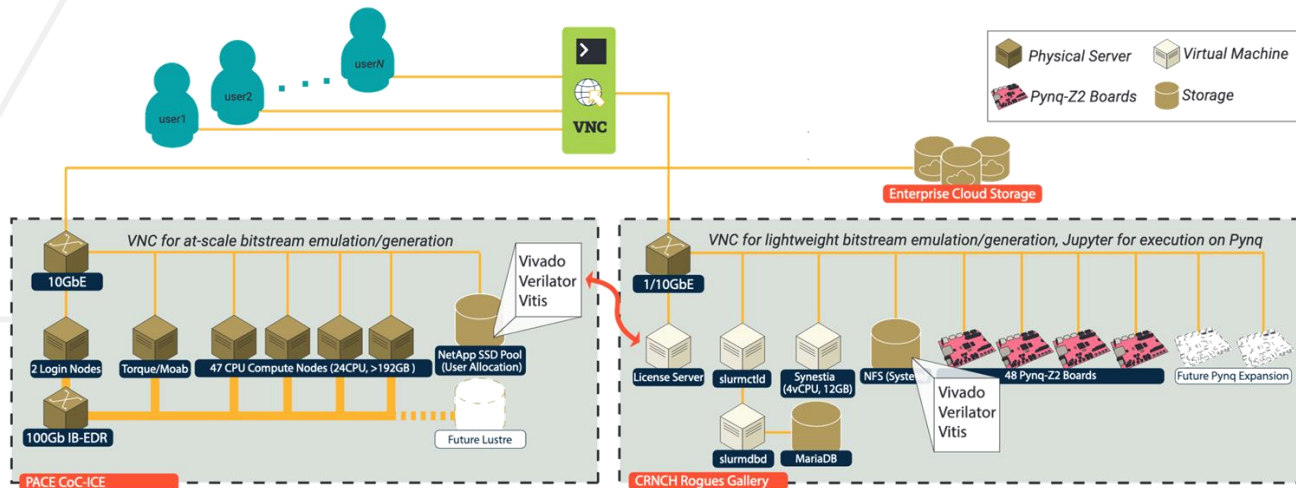 user1
user2
userN
VNC
Physical Server
Virtual Machine
Pynq-Z2 Boards
Storage
Enterprise Cloud Storage
VNC for at-scale bitstream emulation/generation
10GbE
Vivado
Verilator
Vitis
2 Login Nodes
Torque/Moab
47 CPU Compute Nodes (24CPU, >192GB )
NetApp SSD Pool
(User Allocation)
100Gb IB-EDR
Future Lustre
PACE CoC-ICE
VNC for lightweight bitstream emulation/generation, Jupyter for execution on Pynq
1/10GbE
License Server
slurmctld
Synestia
(4vCPU, 12GB)
NFS (System
48 Pynq-Z2 Boards
Future Pynq Expansion
Vivado
Verilator
Vitis
slurmdbd
MariaDB
CRNCH Rogues Gallery